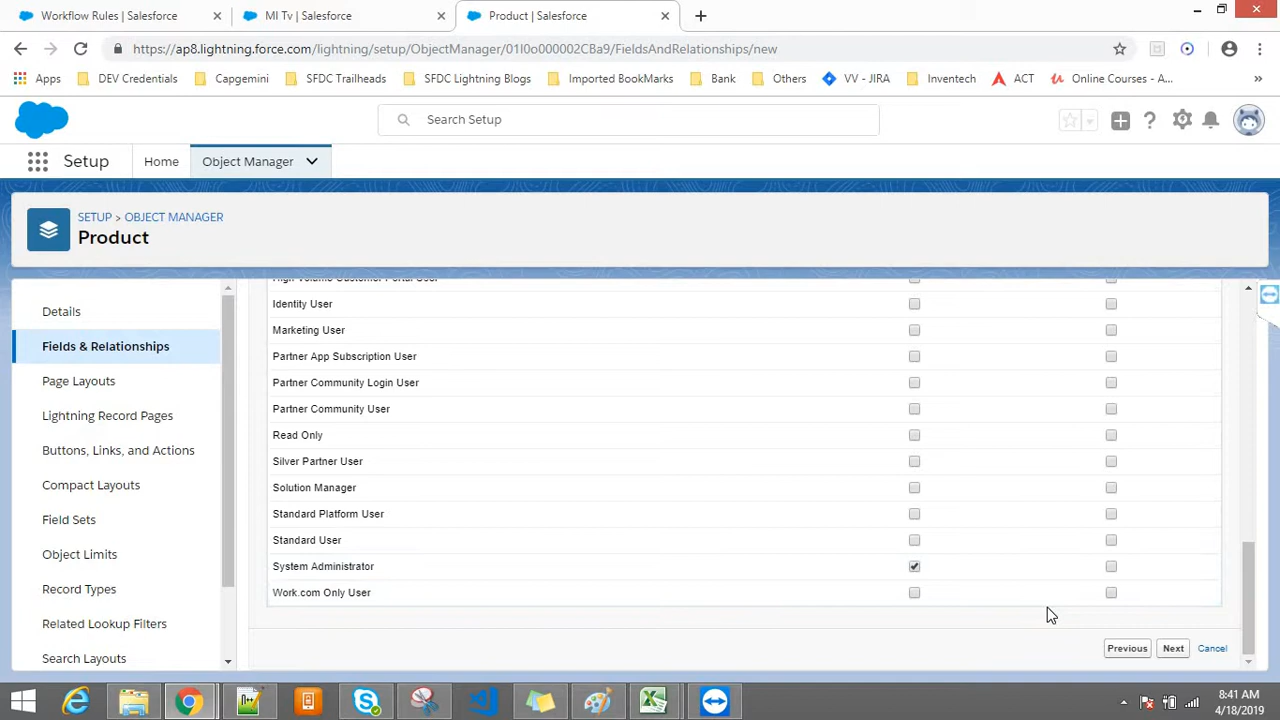 Workflow Rules | Salesforce
MI Tv | Salesforce
Product | Salesforce
https://ap8.lightning.force.com/lightning/setup/ObjectManager/01I0o000002CBa9/FieldsAndRelationships/new
Apps
DEV Credentials
Capgemini
SFDC Trailheads
SFDC Lightning Blogs
Imported BookMarks
Bank
Others
VV - JIRA
Inventech
ACT
Online Courses - A...
Search Setup
Setup
Home
Object Manager
SETUP > OBJECT MANAGER
Product
Details
Fields & Relationships
Page Layouts
Lightning Record Pages
Buttons, Links, and Actions
Compact Layouts
Field Sets
Object Limits
Record Types
Related Lookup Filters
Search Layouts
High Volume Customer Portal User
Identity User
Marketing User
Partner App Subscription User
Partner Community Login User
Partner Community User
Read Only
Silver Partner User
Solution Manager
Standard Platform User
Standard User
System Administrator
Work.com Only User
Previous
Next
Cancel
8:41 AM
4/18/2019